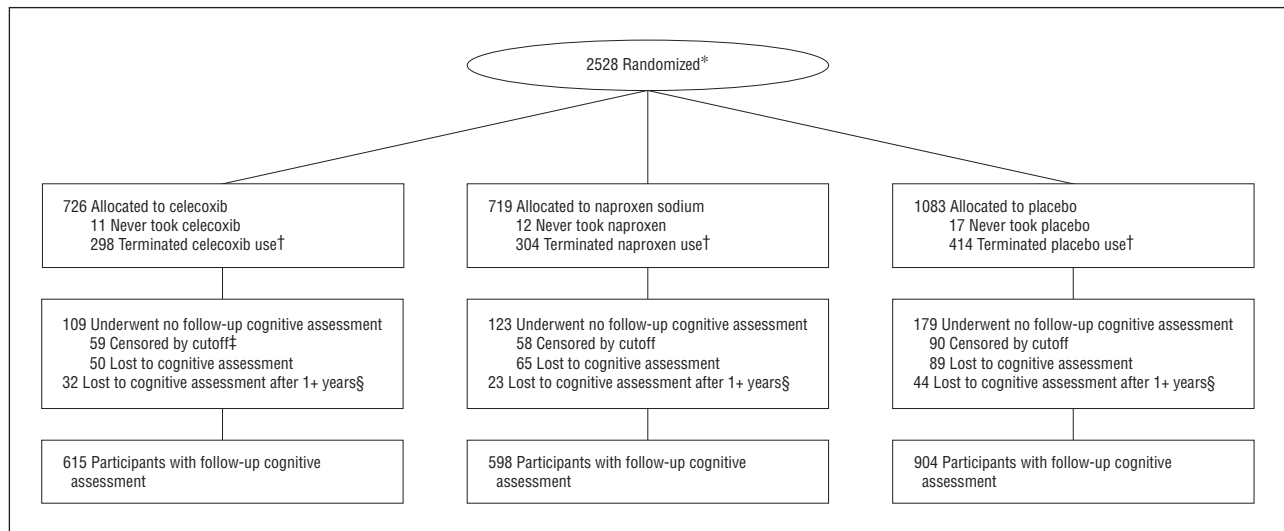 2528 Randomized*
726 Allocated to celecoxib
11 Never took celecoxib
298 Terminated celecoxib use†
719 Allocated to naproxen sodium
12 Never took naproxen
304 Terminated naproxen use†
1083 Allocated to placebo
17 Never took placebo
414 Terminated placebo use†
109 Underwent no follow-up cognitive assessment
59 Censored by cutoff‡
50 Lost to cognitive assessment
32 Lost to cognitive assessment after 1+ years§
123 Underwent no follow-up cognitive assessment
58 Censored by cutoff
65 Lost to cognitive assessment
23 Lost to cognitive assessment after 1+ years§
179 Underwent no follow-up cognitive assessment
90 Censored by cutoff
89 Lost to cognitive assessment
44 Lost to cognitive assessment after 1+ years§
615 Participants with follow-up cognitive
assessment
598 Participants with follow-up cognitive
assessment
904 Participants with follow-up cognitive
assessment